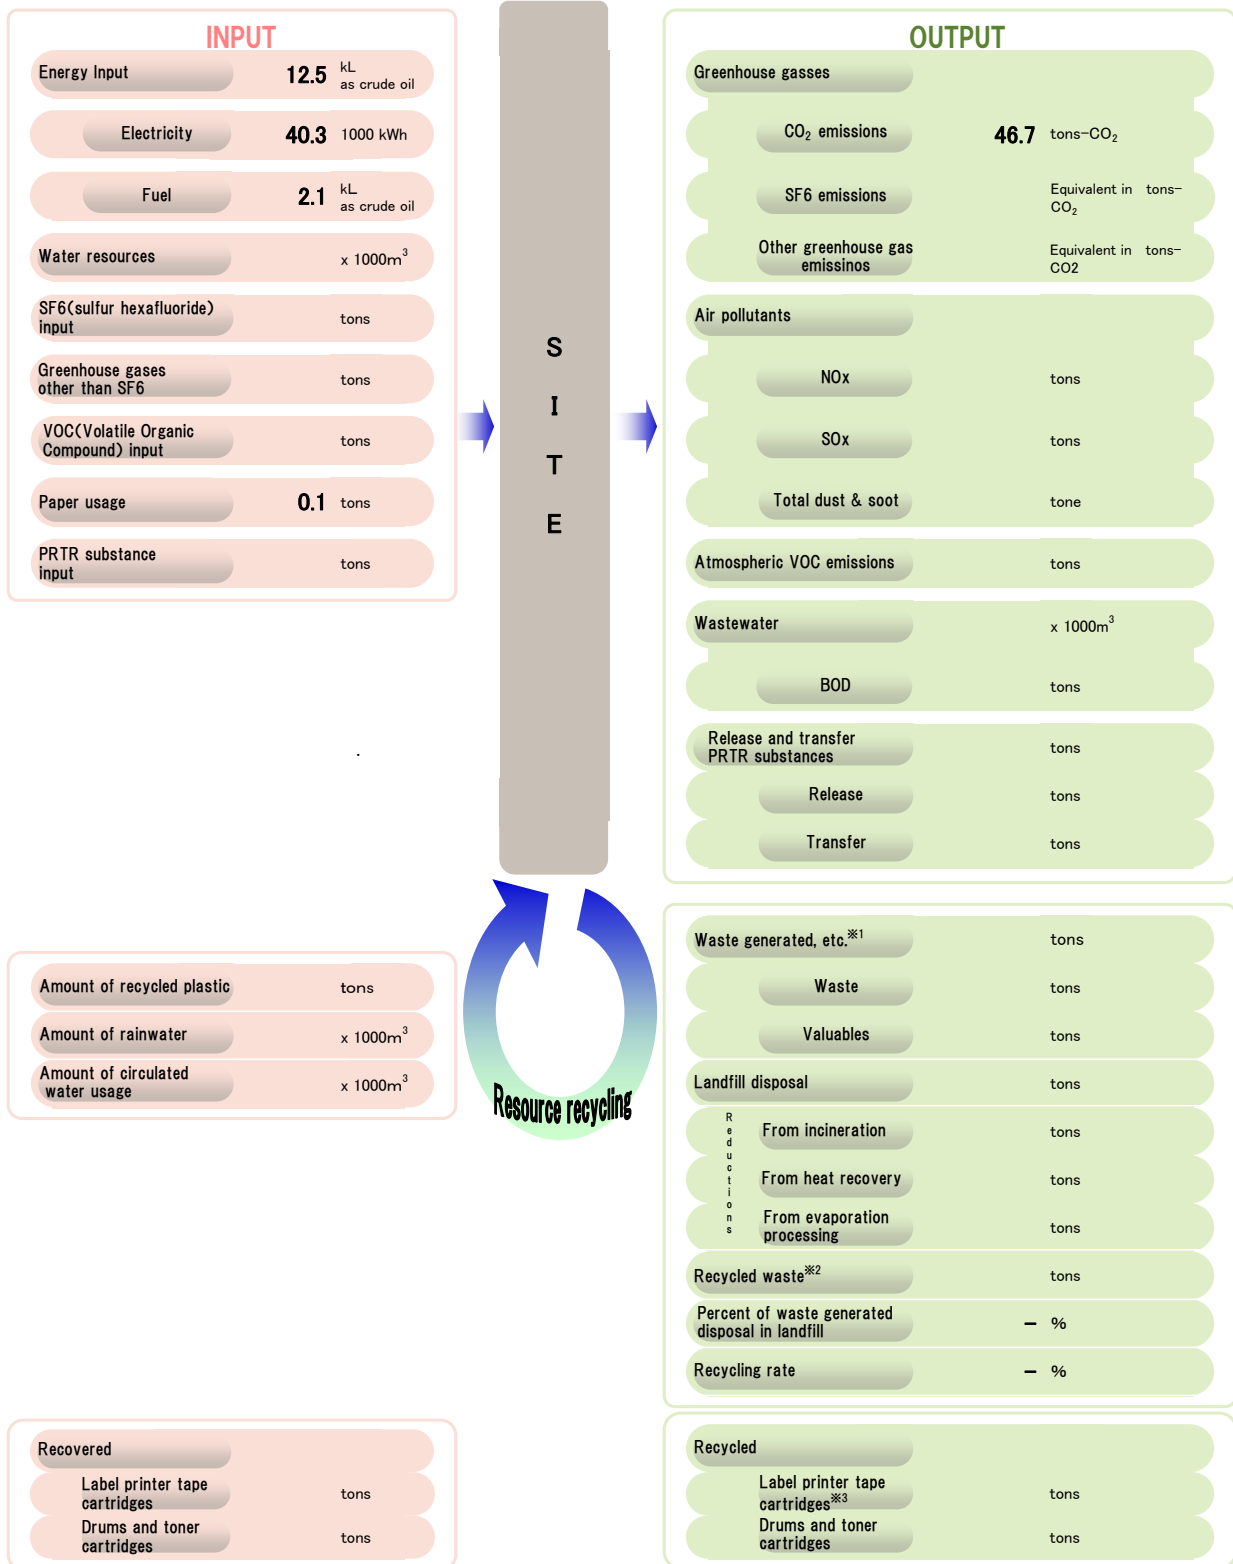 INPUT
Energy Input 12.5 kL
as crude oil
Electricity 40.3 1000 kWh
Fuel 2.1 kL
as crude oil
Water resources x 1000m³
SF6(sulfur hexafluoride)
input tons
Greenhouse gases
other than SF6 tons
VOC(Volatile Organic
Compound) input tons
Paper usage 0.1 tons
PRTR substance
input tons
S
I
T
E
OUTPUT
Greenhouse gasses
CO₂ emissions 46.7 tons-CO₂
SF6 emissions Equivalent in tons-
CO₂
Other greenhouse gas
emissinos Equivalent in tons-
CO2
Air pollutants
NOx tons
SOx tons
Total dust & soot tone
Atmospheric VOC emissions tons
Wastewater x 1000m³
BOD tons
Release and transfer
PRTR substances tons
Release tons
Transfer tons
Amount of recycled plastic tons
Amount of rainwater x 1000m³
Amount of circulated
water usage x 1000m³
Resource recycling
Waste generated, etc.※1 tons
Waste tons
Valuables tons
Landfill disposal tons
Reductions
From incineration tons
From heat recovery tons
From evaporation
processing tons
Recycled waste※2 tons
Percent of waste generated
disposal in landfill – %
Recycling rate – %
Recovered
Label printer tape
cartridges tons
Drums and toner
cartridges tons
Recycled
Label printer tape
cartridges※3 tons
Drums and toner
cartridges tons